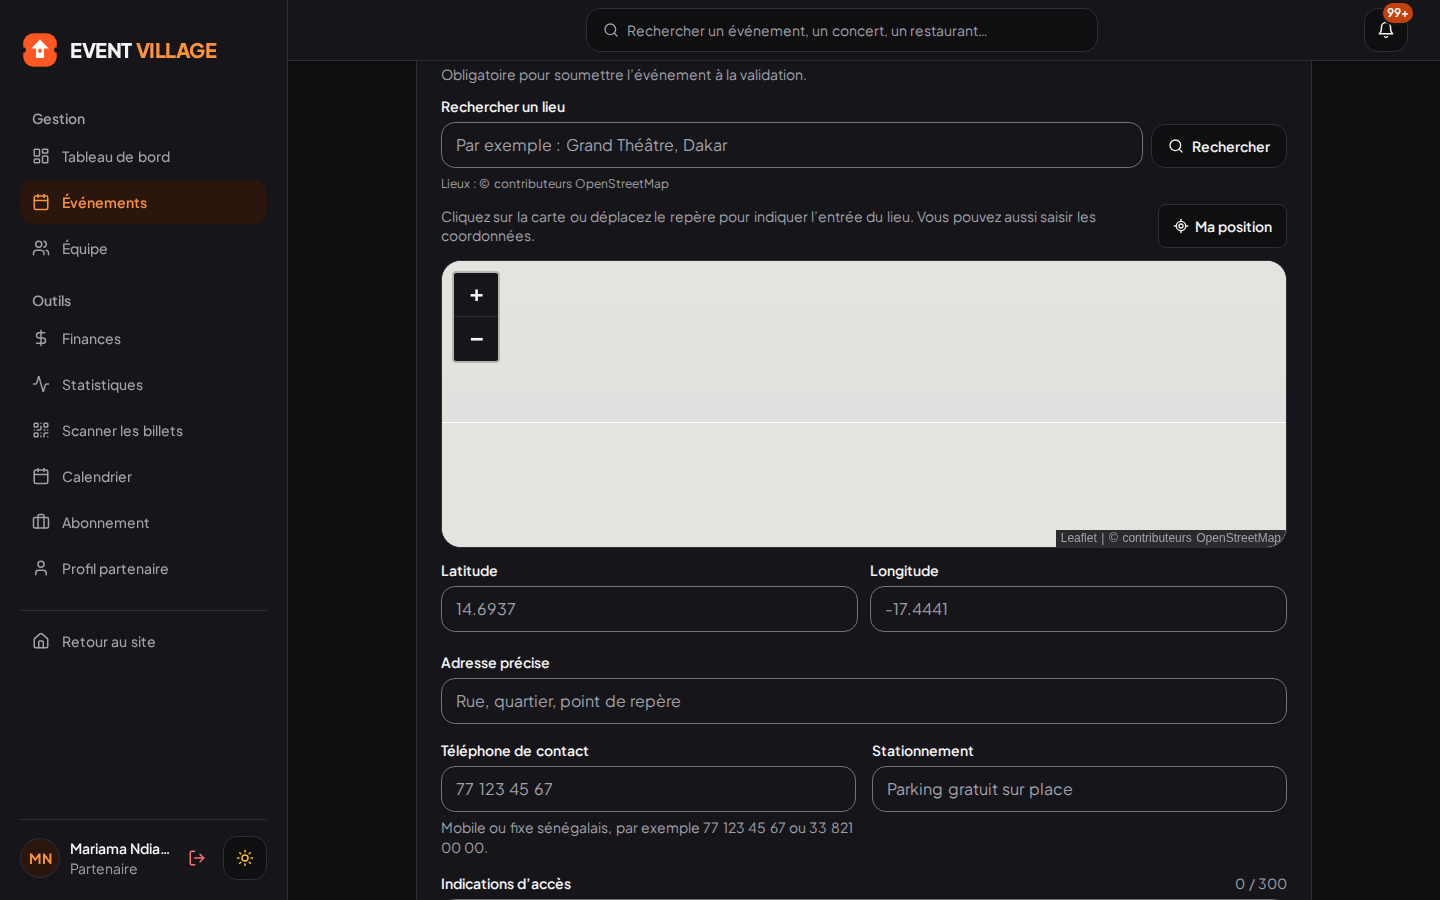 EVENT VILLAGE
Rechercher un événement, un concert, un restaurant…
99+
Gestion
Tableau de bord
Événements
Équipe
Outils
Finances
Statistiques
Scanner les billets
Calendrier
Abonnement
Profil partenaire
Retour au site
MN
Mariama Ndia…
Partenaire
Obligatoire pour soumettre l’événement à la validation.
Rechercher un lieu
Par exemple : Grand Théâtre, Dakar
Rechercher
Lieux : © contributeurs OpenStreetMap
Cliquez sur la carte ou déplacez le repère pour indiquer l’entrée du lieu. Vous pouvez aussi saisir les
coordonnées.
Ma position
+
−
Leaflet | © contributeurs OpenStreetMap
Latitude
Longitude
14.6937
-17.4441
Adresse précise
Rue, quartier, point de repère
Téléphone de contact
Stationnement
77 123 45 67
Parking gratuit sur place
Mobile ou fixe sénégalais, par exemple 77 123 45 67 ou 33 821
00 00.
Indications d’accès
0 / 300